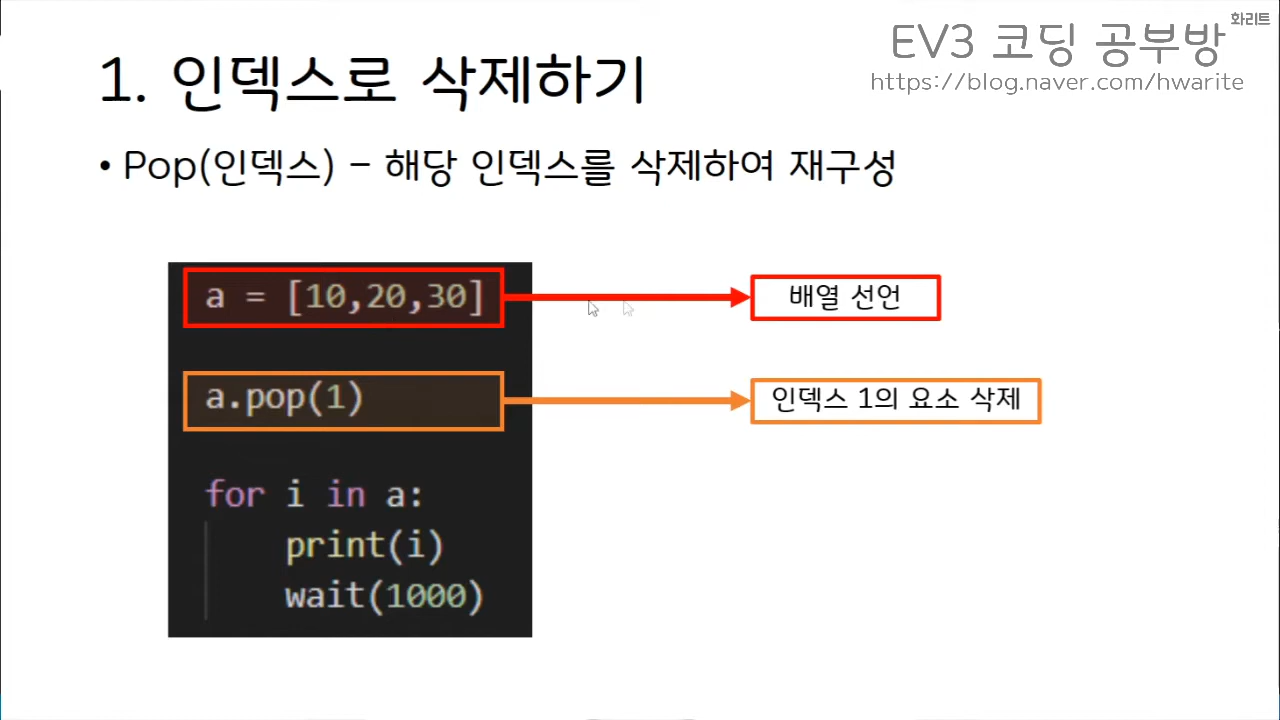 화리트
EV3 코딩 공부방
https://blog.naver.com/hwarite
1. 인덱스로 삭제하기
• Pop(인덱스) – 해당 인덱스를 삭제하여 재구성
a = [10,20,30]
배열 선언
a.pop(1)
인덱스 1의 요소 삭제
for i in a:
print(i)
wait(1000)